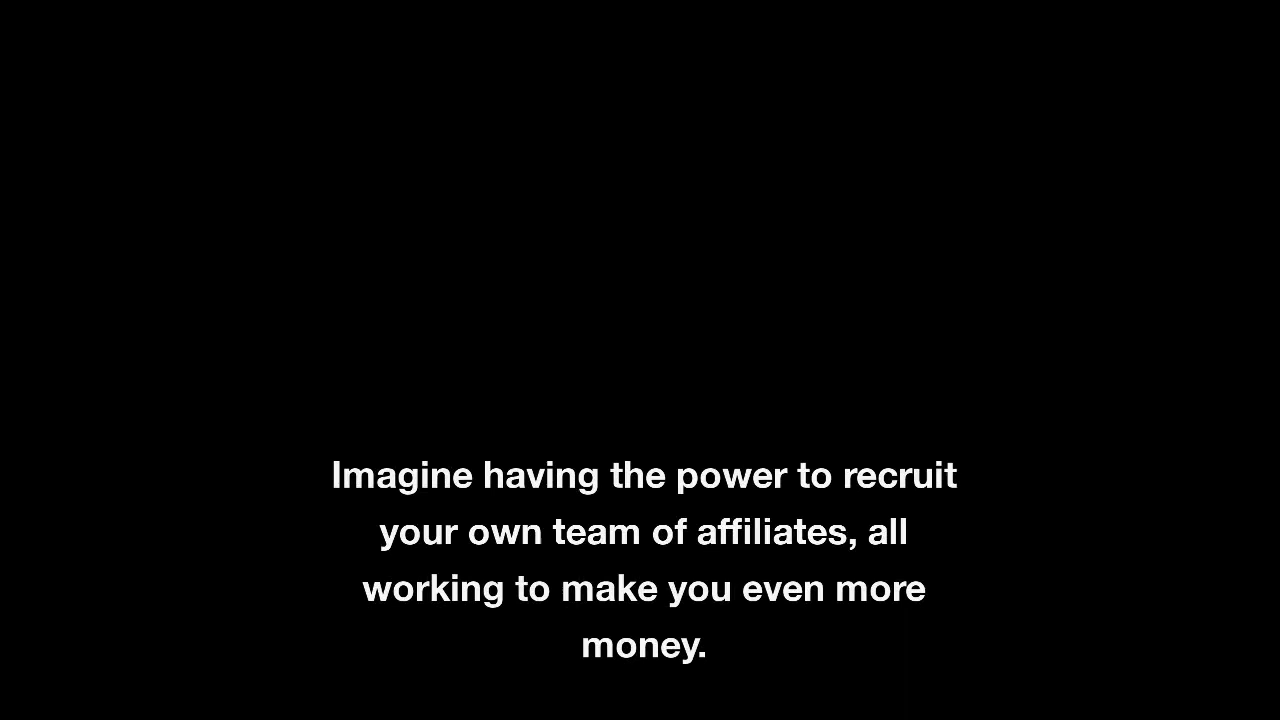 Imagine having the power to recruit
your own team of affiliates, all
working to make you even more
money.